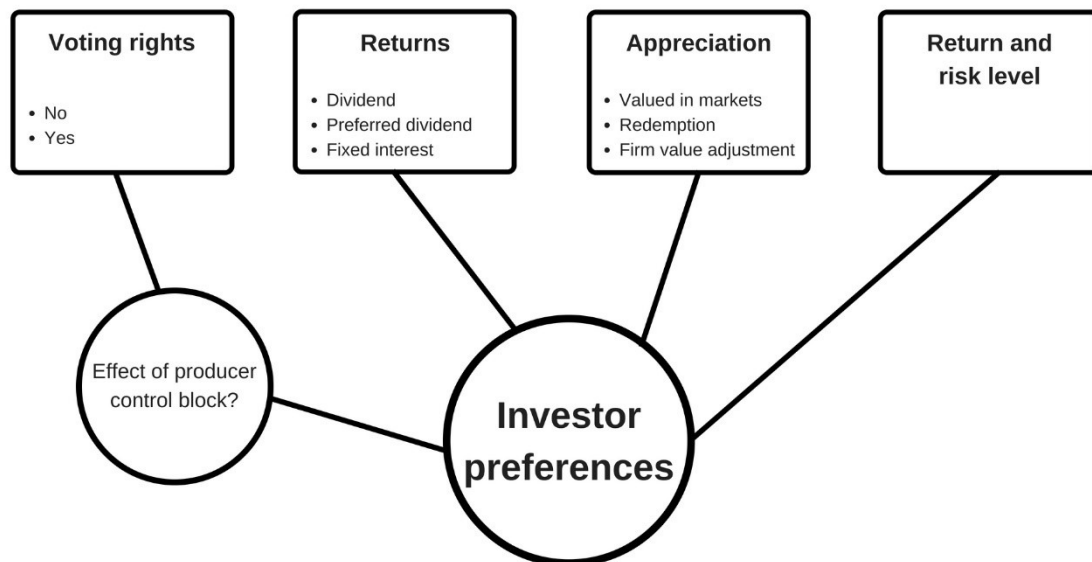 Voting rights
• No
• Yes
Returns
• Dividend
• Preferred dividend
• Fixed interest
Appreciation
• Valued in markets
• Redemption
• Firm value adjustment
Return and
risk level
Effect of producer
control block?
Investor
preferences